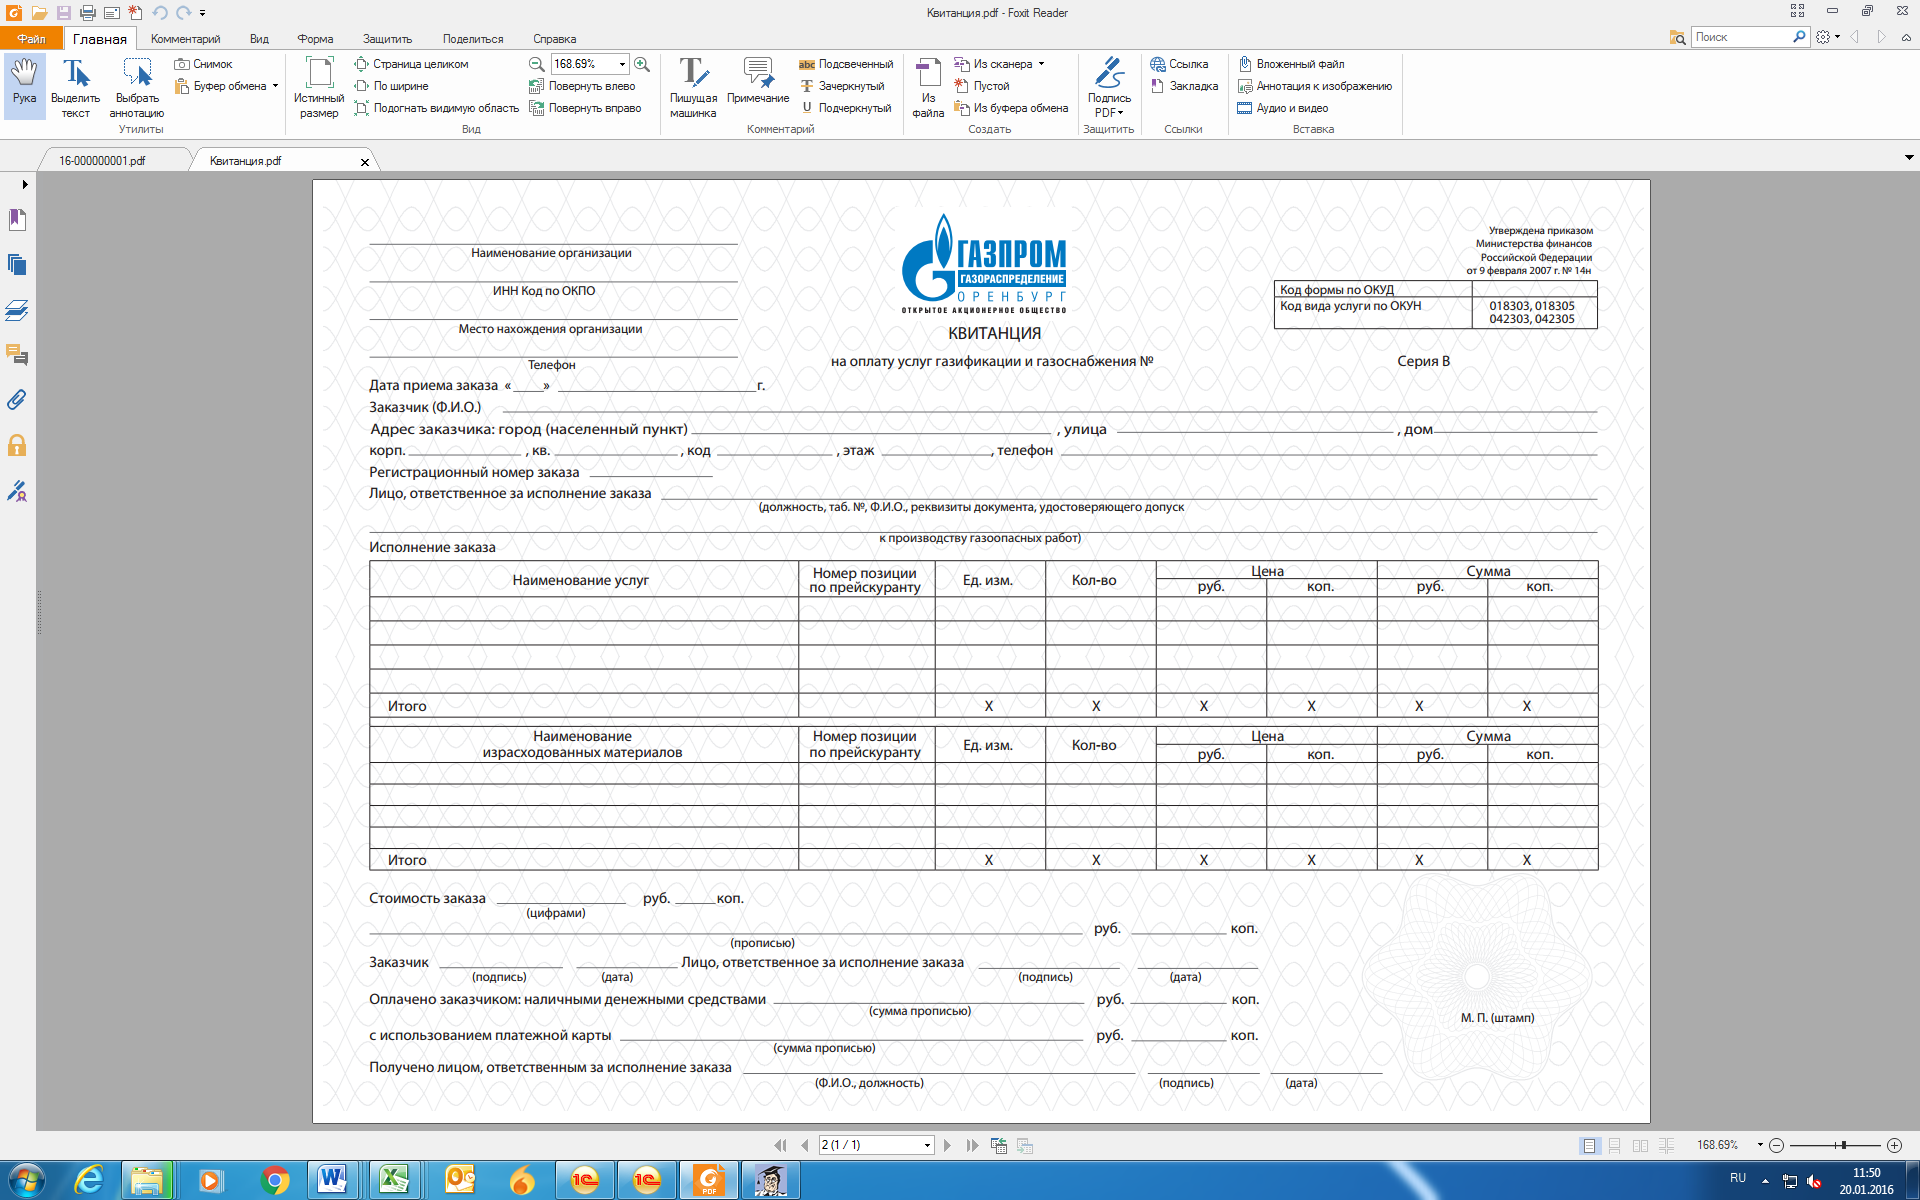 Квитанция.pdf - Foxit Reader
Файл Главная Комментарий Вид Форма Защитить Поделиться Справка Поиск
Рука
Выделить текст
Выбрать аннотацию
Снимок
Буфер обмена
Утилиты
Истинный размер
Страница целиком
По ширине
Подогнать видимую область
168.69%
Повернуть влево
Повернуть вправо
Вид
Пишущая машинка
Примечание
abc Подсвеченный
Зачеркнутый
Подчеркнутый
Комментарий
Из файла
Из сканера
Пустой
Из буфера обмена
Создать
Подпись PDF
Защитить
Ссылка
Закладка
Ссылки
Вложенный файл
Аннотация к изображению
Аудио и видео
Вставка
16-000000001.pdf Квитанция.pdf
Наименование организации
ИНН Код по ОКПО
Место нахождения организации
Телефон
ГАЗПРОМ
ГАЗОРАСПРЕДЕЛЕНИЕ
ОРЕНБУРГ
ОТКРЫТОЕ АКЦИОНЕРНОЕ ОБЩЕСТВО
Утверждена приказом
Министерства финансов
Российской Федерации
от 9 февраля 2007 г. № 14н
Код формы по ОКУД
Код вида услуги по ОКУН 018303, 018305
042303, 042305
КВИТАНЦИЯ
на оплату услуг газификации и газоснабжения № Серия В
Дата приема заказа «____» ____ г.
Заказчик (Ф.И.О.)
Адрес заказчика: город (населенный пункт) , улица , дом
корп. , кв. , код , этаж , телефон
Регистрационный номер заказа
Лицо, ответственное за исполнение заказа
(должность, таб. №, Ф.И.О., реквизиты документа, удостоверяющего допуск
к производству газоопасных работ)
Исполнение заказа
Наименование услуг Номер позиции по прейскуранту Ед. изм. Кол-во Цена Сумма
руб. коп. руб. коп.
Итого X X X X X X
Наименование израсходованных материалов Номер позиции по прейскуранту Ед. изм. Кол-во Цена Сумма
руб. коп. руб. коп.
Итого X X X X X X
Стоимость заказа руб. коп.
(цифрами)
руб. коп.
(прописью)
Заказчик Лицо, ответственное за исполнение заказа
(подпись) (дата) (подпись) (дата)
Оплачено заказчиком: наличными денежными средствами руб. коп.
(сумма прописью)
М. П. (штамп)
с использованием платежной карты руб. коп.
(сумма прописью)
Получено лицом, ответственным за исполнение заказа
(Ф.И.О., должность) (подпись) (дата)
2 (1 / 1) 168.69%
PDF
RU 11:50
20.01.2016